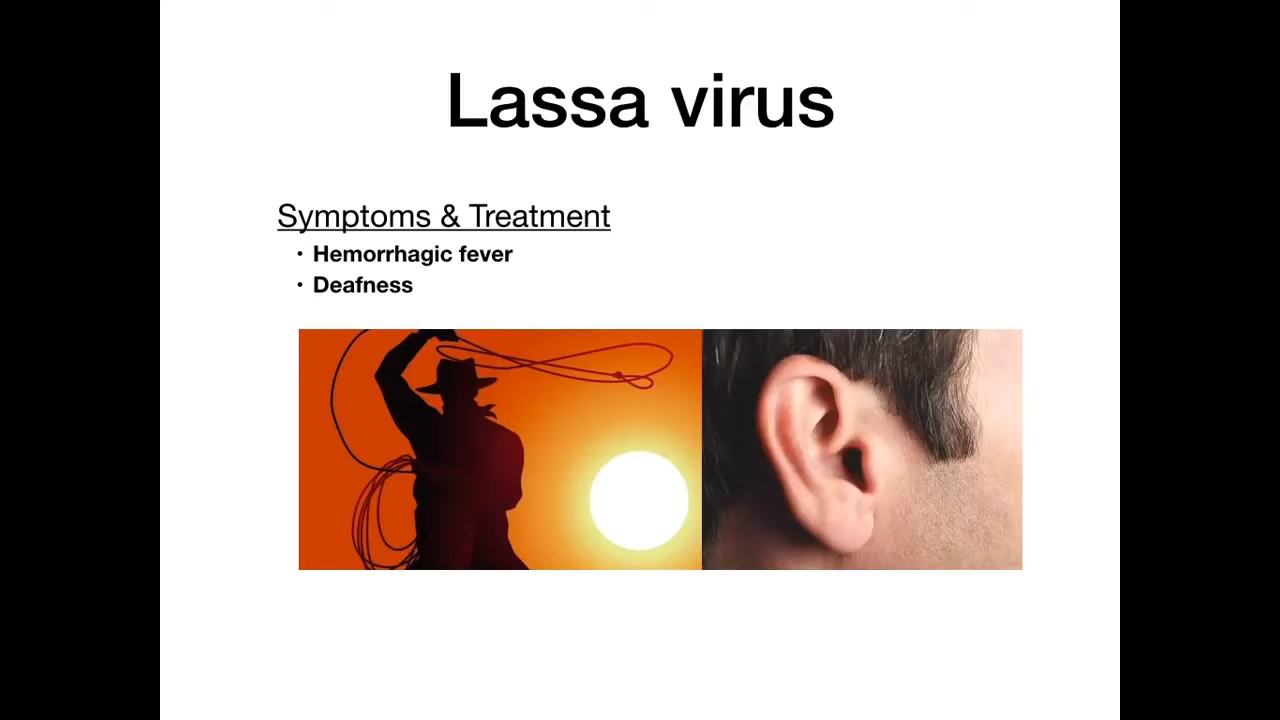 Lassa virus
Symptoms & Treatment
• Hemorrhagic fever
• Deafness